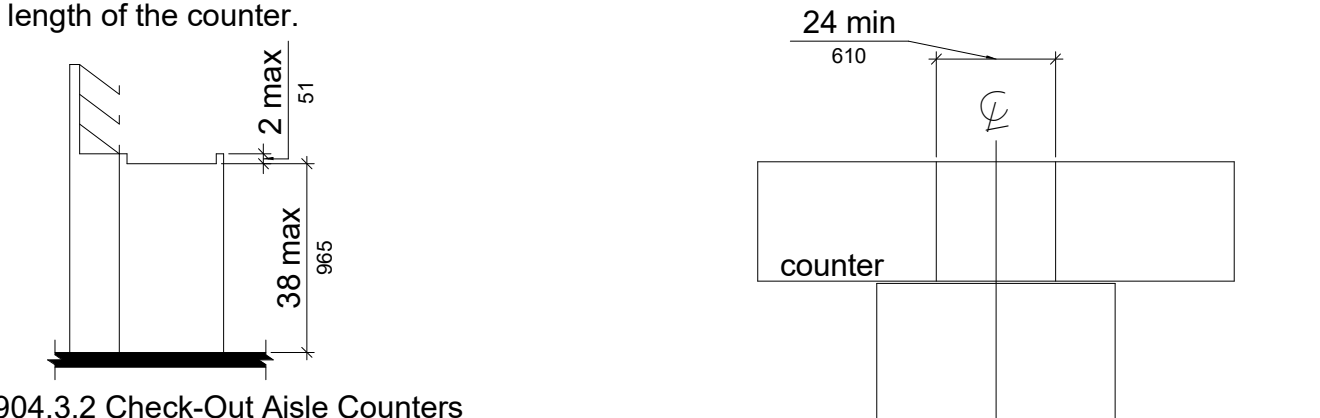 length of the counter.
2 max
51
38 max
965
904.3.2 Check-Out Aisle Counters
24 min
610
℄
counter